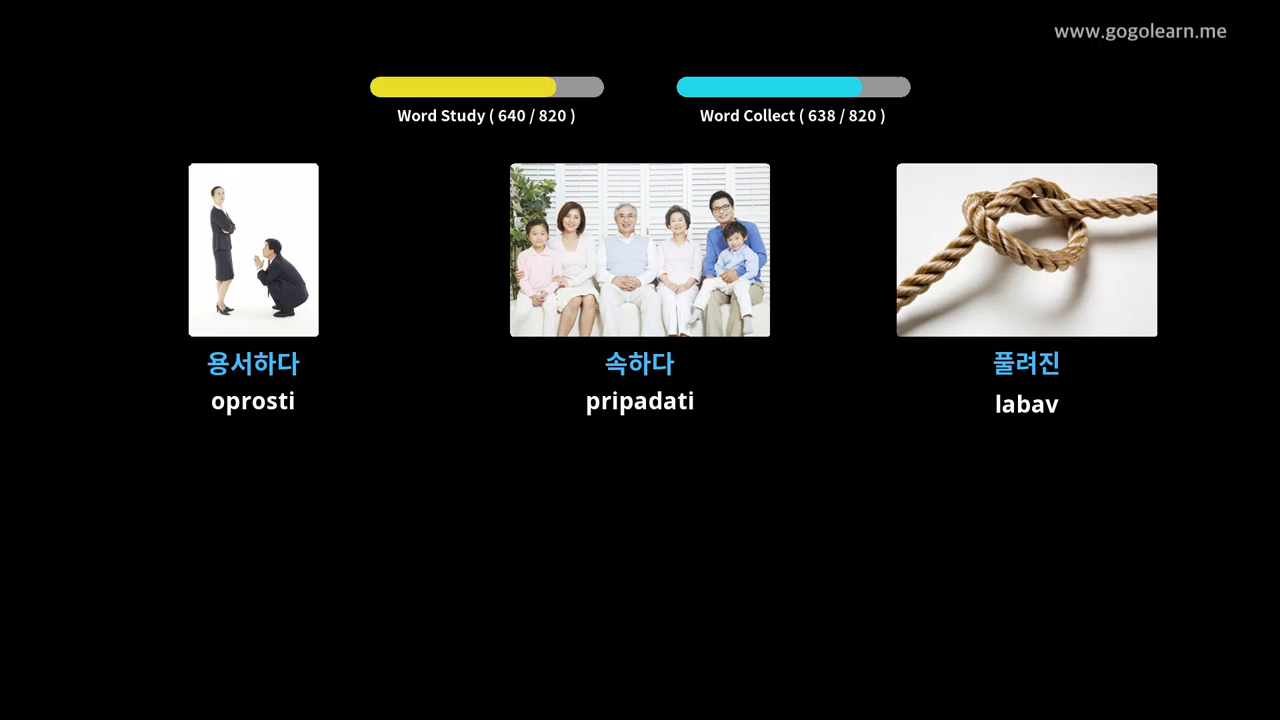 www.gogolearn.me
Word Study ( 640 / 820 )
Word Collect ( 638 / 820 )
용서하다
oprosti
속하다
pripadati
풀려진
labav